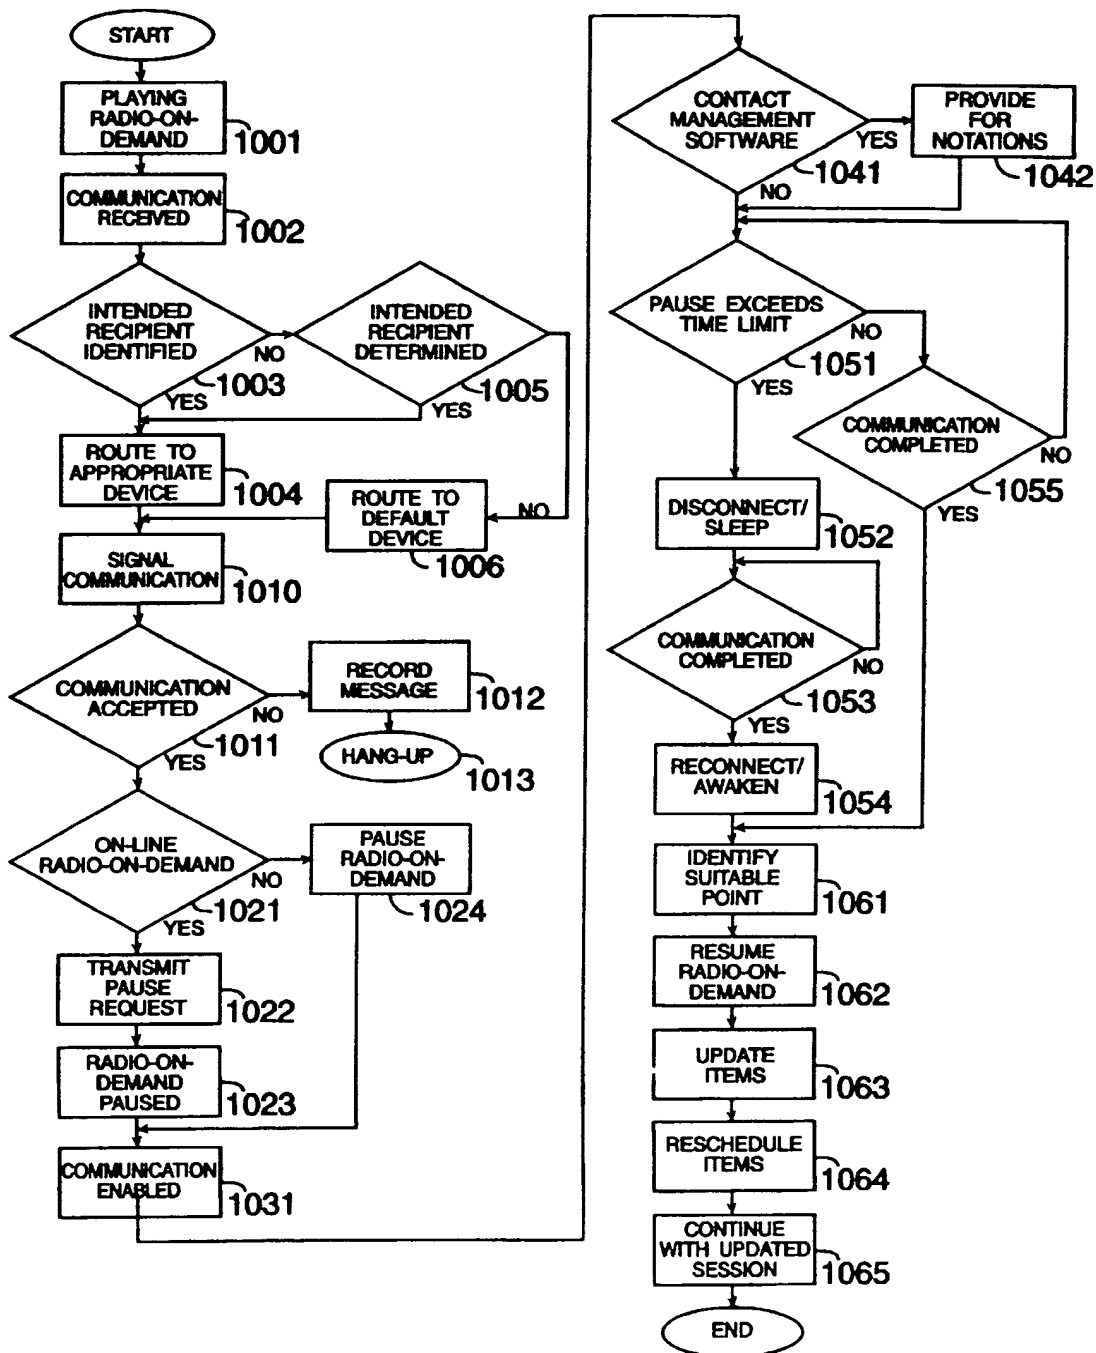 START
PLAYING
RADIO-ON-
DEMAND
1001
COMMUNICATION
RECEIVED
1002
INTENDED
RECIPIENT
IDENTIFIED
NO
1003
YES
INTENDED
RECIPIENT
DETERMINED
1005
YES
NO
ROUTE TO
APPROPRIATE
DEVICE
1004
ROUTE TO
DEFAULT
DEVICE
1006
SIGNAL
COMMUNICATION
1010
COMMUNICATION
ACCEPTED
NO
1011
YES
RECORD
MESSAGE
1012
HANG-UP
1013
ON-LINE
RADIO-ON-DEMAND
NO
1021
YES
PAUSE
RADIO-ON-
DEMAND
1024
TRANSMIT
PAUSE
REQUEST
1022
RADIO-ON-
DEMAND
PAUSED
1023
COMMUNICATION
ENABLED
1031
CONTACT
MANAGEMENT
SOFTWARE
YES
1041
NO
PROVIDE
FOR
NOTATIONS
1042
PAUSE EXCEEDS
TIME LIMIT
NO
1051
YES
COMMUNICATION
COMPLETED
NO
1055
YES
DISCONNECT/
SLEEP
1052
COMMUNICATION
COMPLETED
NO
1053
YES
RECONNECT/
AWAKEN
1054
IDENTIFY
SUITABLE
POINT
1061
RESUME
RADIO-ON-
DEMAND
1062
UPDATE
ITEMS
1063
RESCHEDULE
ITEMS
1064
CONTINUE
WITH UPDATED
SESSION
1065
END